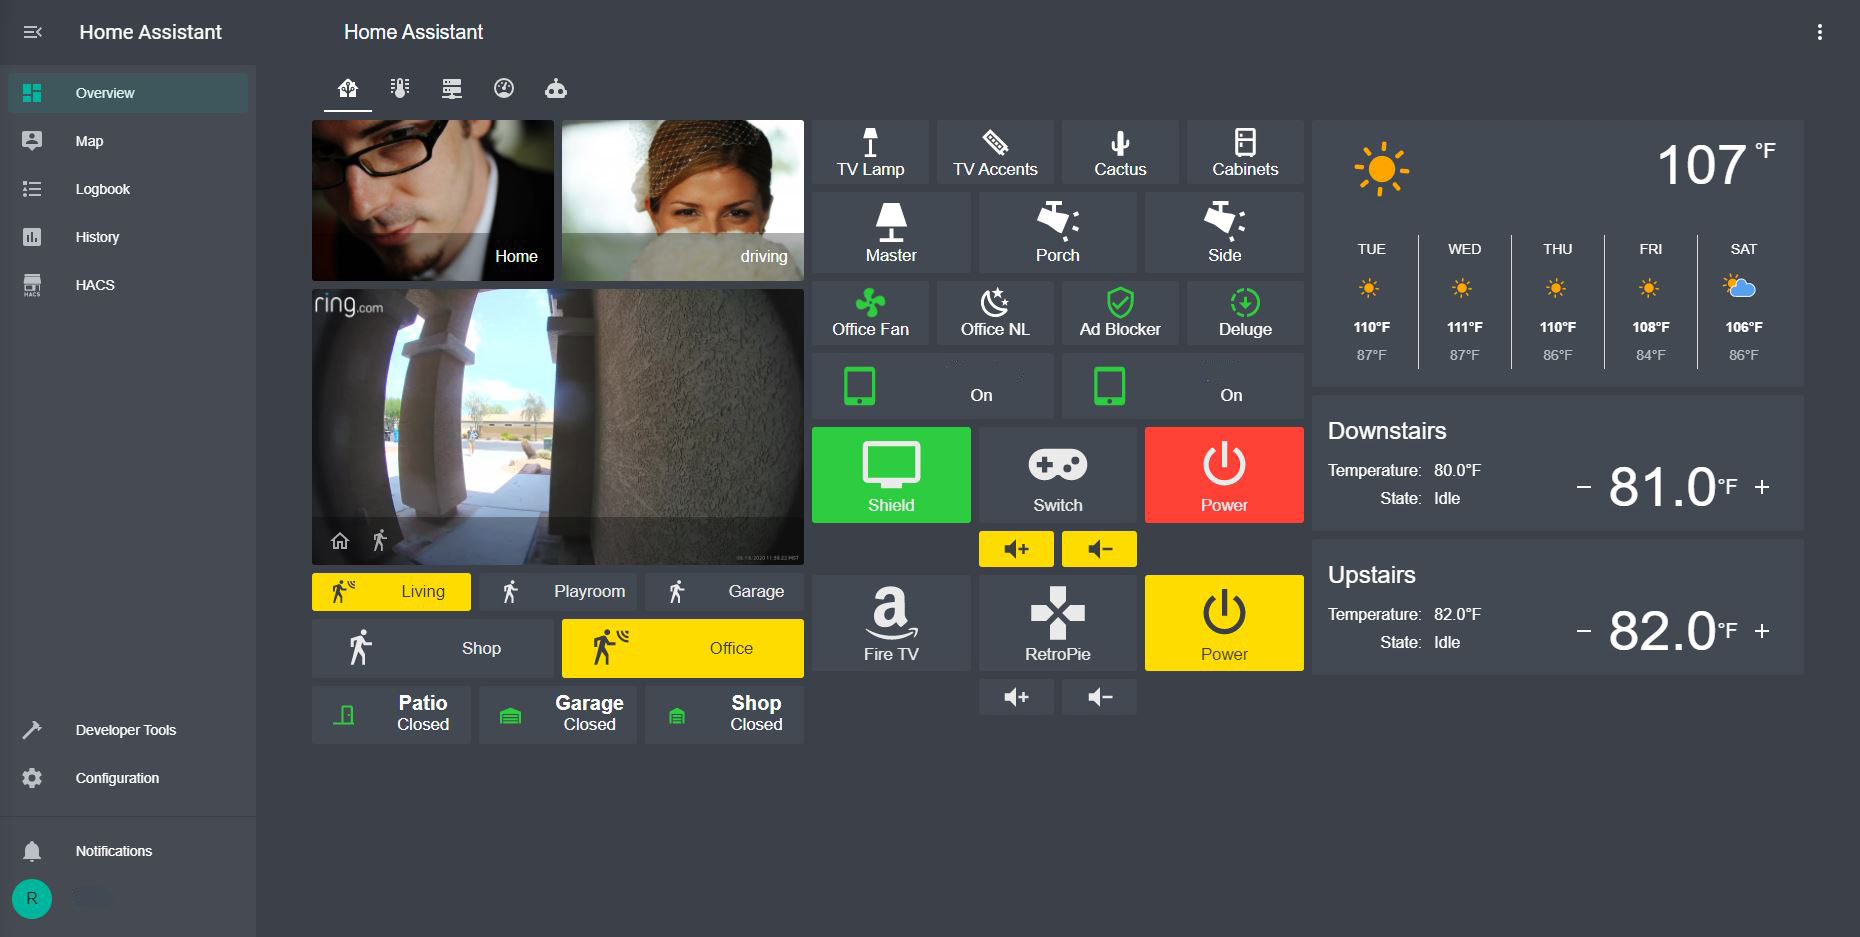 Home Assistant
Overview
Map
Logbook
History
HACS
HACS
Developer Tools
Configuration
Notifications
R
Home Assistant
Home
driving
ring.com
Living
Playroom
Garage
Shop
Office
Patio
Closed
Garage
Closed
Shop
Closed
TV Lamp
TV Accents
Cactus
Cabinets
Master
Porch
Side
Office Fan
Office NL
Ad Blocker
Deluge
On
On
Shield
Switch
Power
Fire TV
RetroPie
Power
107 °F
TUE WED THU FRI SAT
110°F 111°F 110°F 108°F 106°F
87°F 87°F 86°F 84°F 86°F
Downstairs
Temperature: 80.0°F
State: Idle
− 81.0°F +
Upstairs
Temperature: 82.0°F
State: Idle
− 82.0°F +